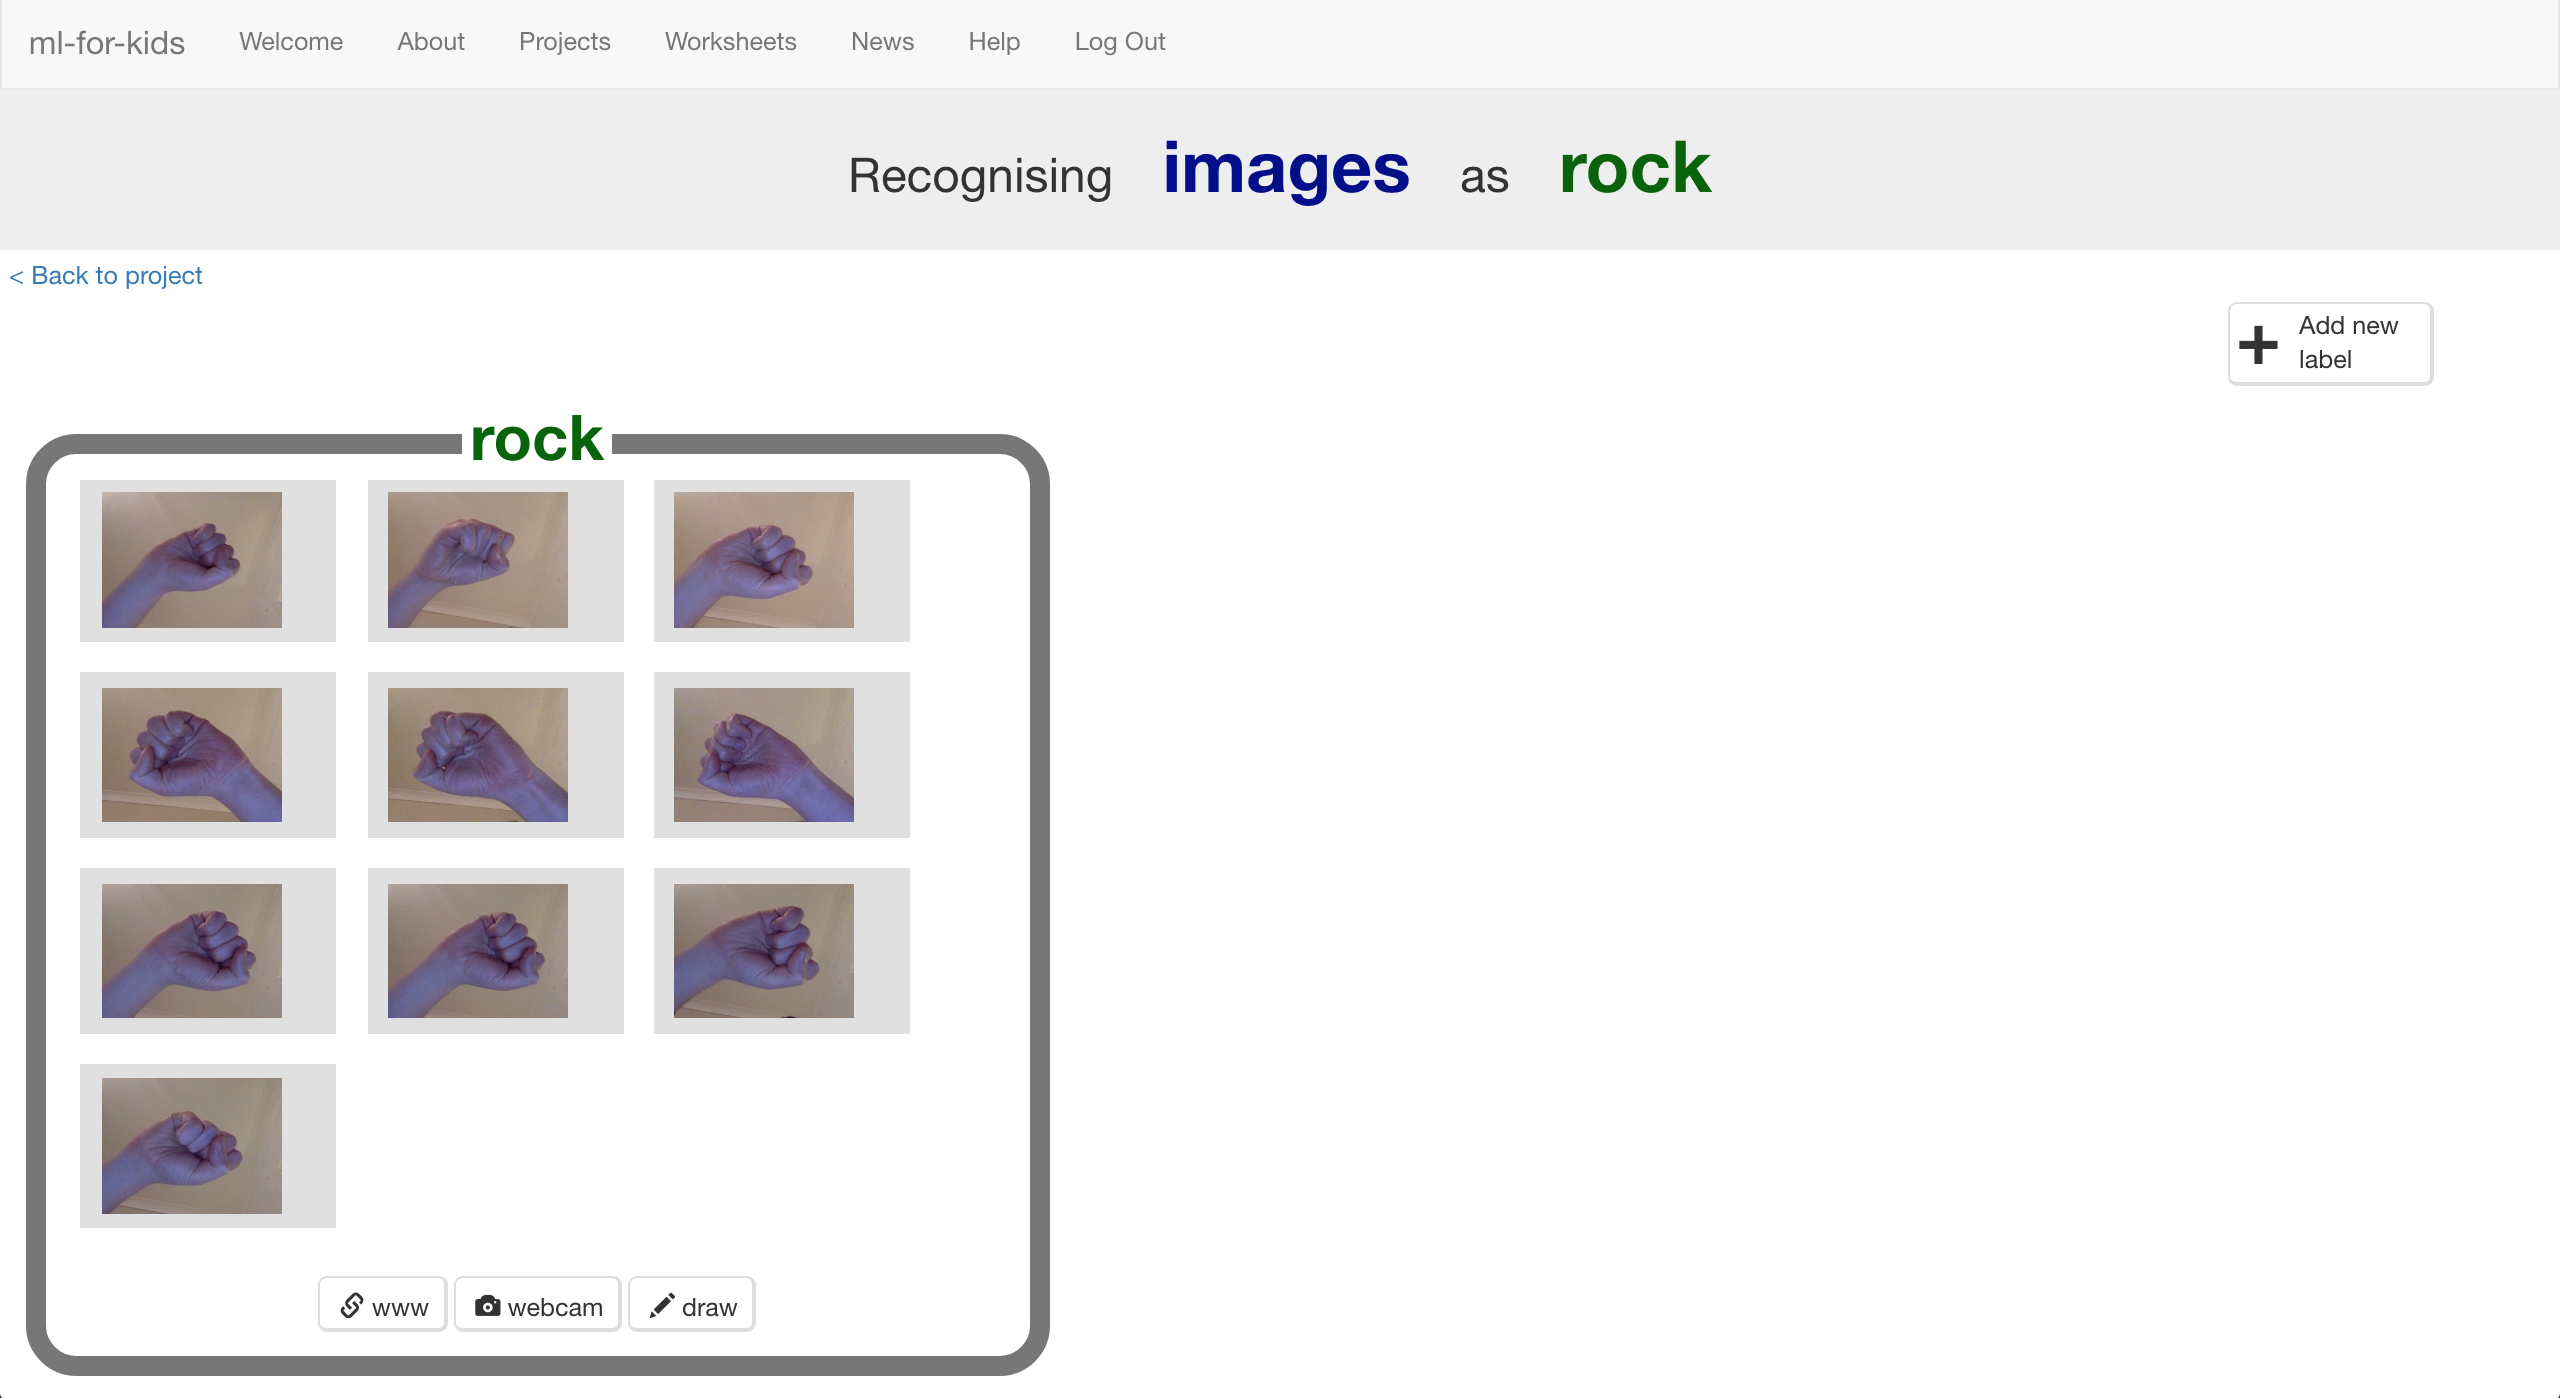 ml-for-kids Welcome About Projects Worksheets News Help Log Out
Recognising images as rock
< Back to project
Add new
label
rock
www webcam draw